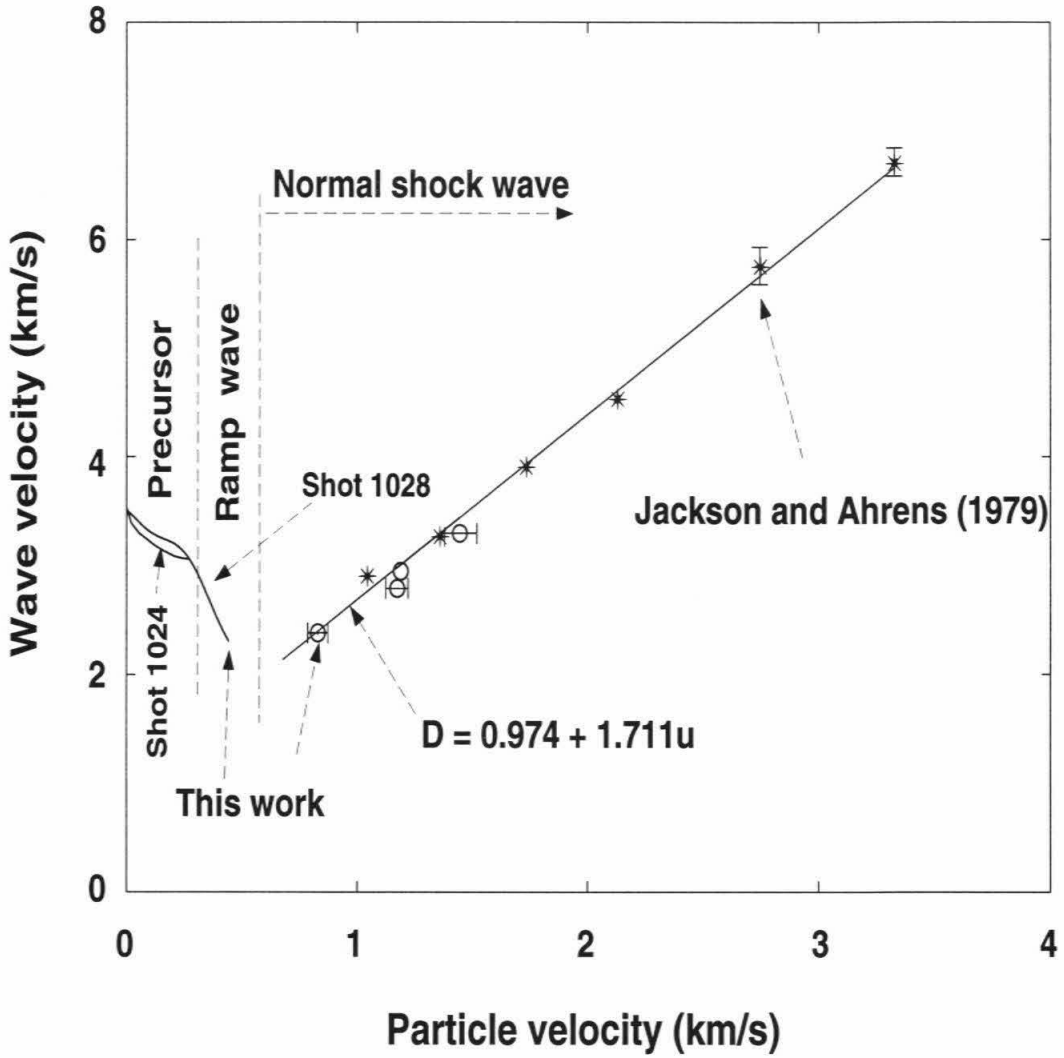 8
6
4
2
0
0
1
2
3
4
Wave velocity (km/s)
Particle velocity (km/s)
Normal shock wave
Precursor
Ramp wave
Shot 1028
Shot 1024
Jackson and Ahrens (1979)
D = 0.974 + 1.711u
This work